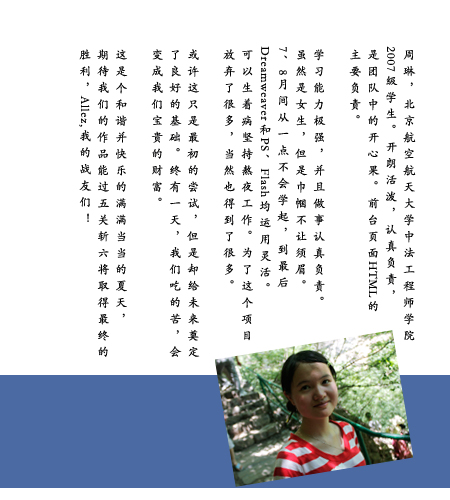 周琳，北京航空航天大学中法工程师学院
2007级学生。开朗活泼，认真负责，
是团队中的开心果。前台页面HTML的
主要负责。
学习能力极强，并且做事认真负责。
虽然是女生，但是巾帼不让须眉。
7、8月间从一点不会学起，到最后
Dreamweaver和PS、Flash均运用灵活。
可以生着病坚持熬夜工作。为了这个项目
放弃了很多，当然也得到了很多。
或许这只是最初的尝试，但是却给未来奠定
了良好的基础。终有一天，我们吃的苦，会
变成我们宝贵的财富。
这是个和谐并快乐的满满当当的夏天，
期待我们的作品能过五关斩六将取得最终的
胜利，Allez,我的战友们！